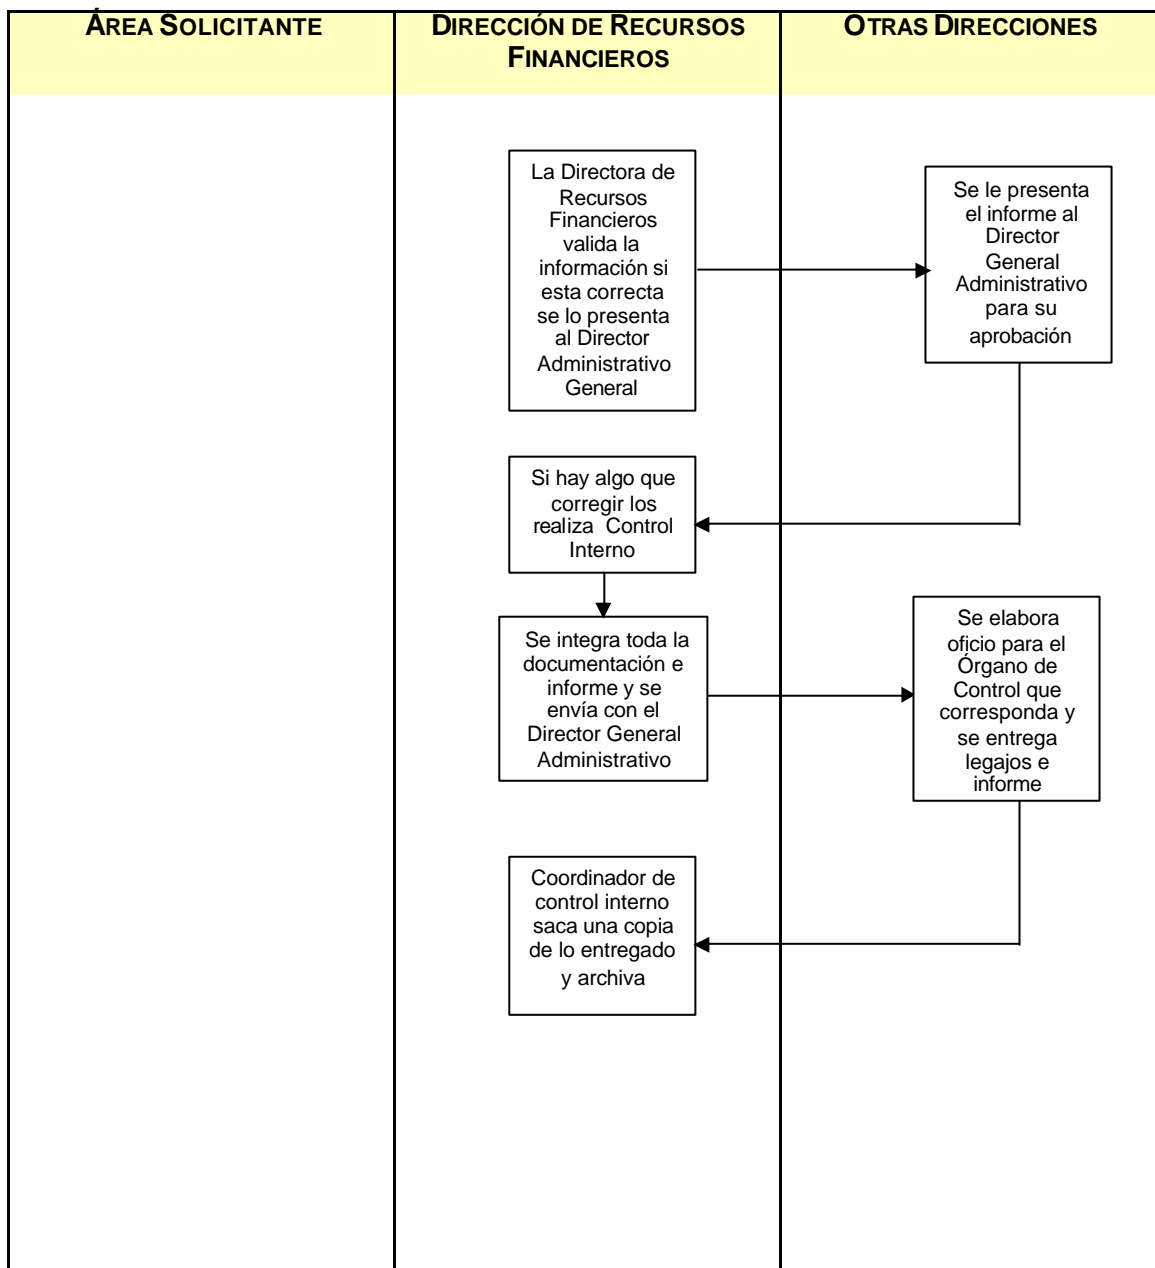 ÁREA SOLICITANTE
DIRECCIÓN DE RECURSOS
FINANCIEROS
OTRAS DIRECCIONES
La Directora de
Recursos
Financieros
valida la
información si
esta correcta
se lo presenta
al Director
Administrativo
General
Se le presenta
el informe al
Director
General
Administrativo
para su
aprobación
Si hay algo que
corregir los
realiza Control
Interno
Se integra toda la
documentación e
informe y se
envía con el
Director General
Administrativo
Se elabora
oficio para el
Órgano de
Control que
corresponda y
se entrega
legajos e
informe
Coordinador de
control interno
saca una copia
de lo entregado
y archiva